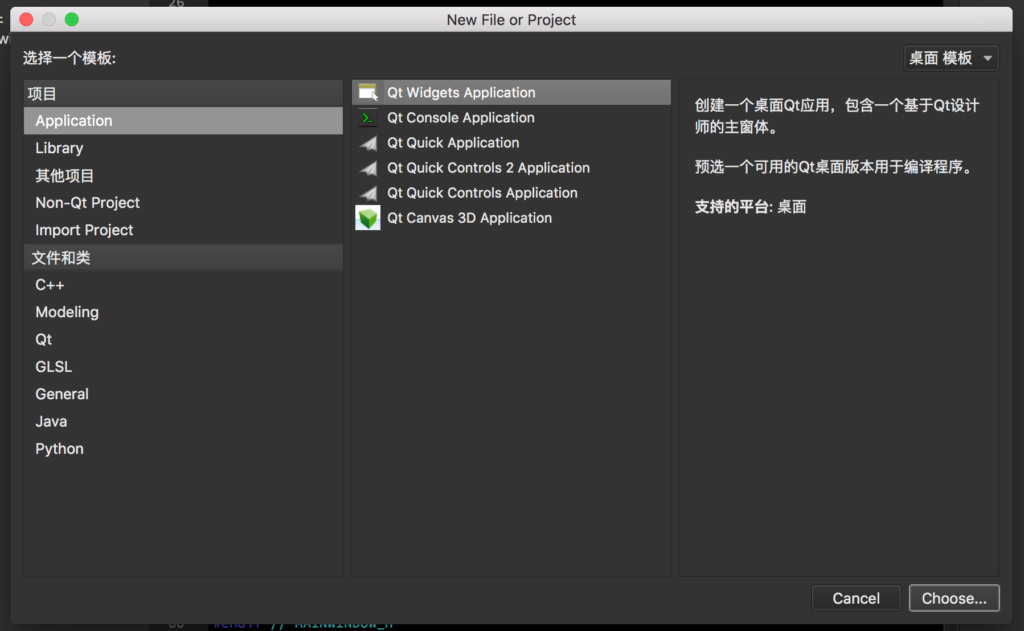 26
New File or Project
选择一个模板:
桌面 模板
项目
Application
Library
其他项目
Non-Qt Project
Import Project
文件和类
C++
Modeling
Qt
GLSL
General
Java
Python
Qt Widgets Application
Qt Console Application
Qt Quick Application
Qt Quick Controls 2 Application
Qt Quick Controls Application
Qt Canvas 3D Application
创建一个桌面Qt应用，包含一个基于Qt设计
师的主窗体。
预选一个可用的Qt桌面版本用于编译程序。
支持的平台: 桌面
Cancel
Choose...
#endif // MAINWINDOW_H